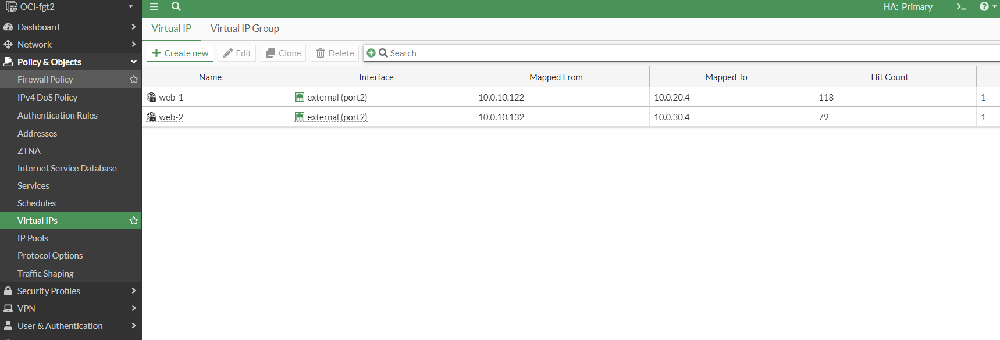 OCI-fgt2
HA: Primary
Dashboard
Network
Policy & Objects
Firewall Policy
IPv4 DoS Policy
Authentication Rules
Addresses
ZTNA
Internet Service Database
Services
Schedules
Virtual IPs
IP Pools
Protocol Options
Traffic Shaping
Security Profiles
VPN
User & Authentication
Virtual IP Virtual IP Group
Create new Edit Clone Delete Search
Name Interface Mapped From Mapped To Hit Count
web-1 external (port2) 10.0.10.122 10.0.20.4 118 1
web-2 external (port2) 10.0.10.132 10.0.30.4 79 1